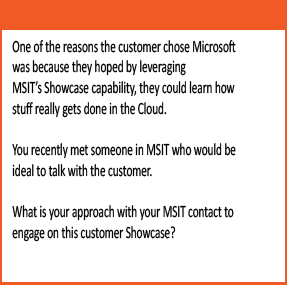 One of the reasons the customer chose Microsoft
was because they hoped by leveraging
MSIT's Showcase capability, they could learn how
stuff really gets done in the Cloud.
You recently met someone in MSIT who would be
ideal to talk with the customer.
What is your approach with your MSIT contact to
engage on this customer Showcase?